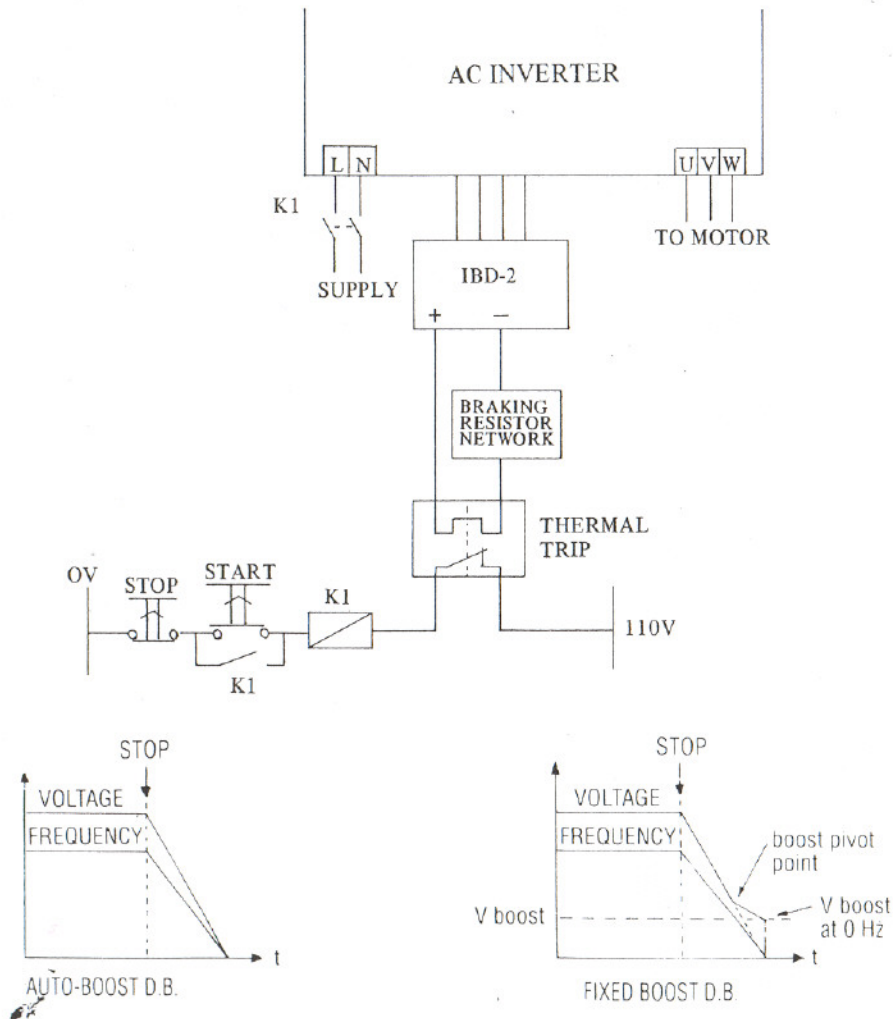 AC INVERTER
L N
U V W
K1
TO MOTOR
SUPPLY
IBD-2
+ −
BRAKING
RESISTOR
NETWORK
THERMAL
TRIP
OV
STOP
START
K1
110V
K1
STOP
VOLTAGE
FREQUENCY
t
AUTO-BOOST D.B.
STOP
VOLTAGE
FREQUENCY
boost pivot
point
V boost
V boost
at 0 Hz
t
FIXED BOOST D.B.